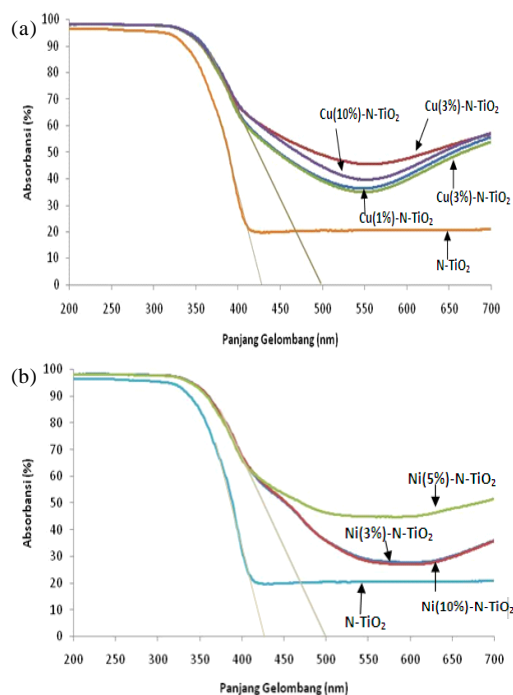 (a)
Absorbansi (%)
100
90
80
70
60
50
40
30
20
10
0
Cu(10%)-N-TiO₂
Cu(3%)-N-TiO₂
Cu(3%)-N-TiO₂
Cu(1%)-N-TiO₂
N-TiO₂
200 250 300 350 400 450 500 550 600 650 700
Panjang Gelombang (nm)
(b)
Absorbansi (%)
100
90
80
70
60
50
40
30
20
10
0
Ni(5%)-N-TiO₂
Ni(3%)-N-TiO₂
Ni(10%)-N-TiO₂
N-TiO₂
200 250 300 350 400 450 500 550 600 650 700
Panjang Gelombang (nm)